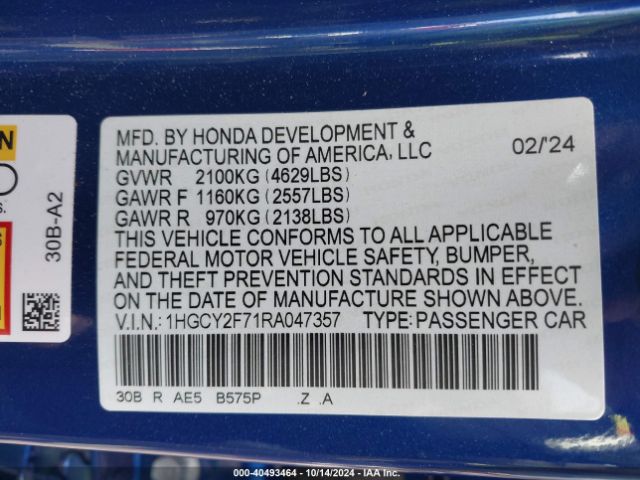 MFD. BY HONDA DEVELOPMENT &
MANUFACTURING OF AMERICA, LLC 02/'24
GVWR 2100KG (4629LBS)
GAWR F 1160KG (2557LBS)
GAWR R 970KG (2138LBS)
THIS VEHICLE CONFORMS TO ALL APPLICABLE
FEDERAL MOTOR VEHICLE SAFETY, BUMPER,
AND THEFT PREVENTION STANDARDS IN EFFECT
ON THE DATE OF MANUFACTURE SHOWN ABOVE.
V.I.N.: 1HGCY2F71RA047357 TYPE: PASSENGER CAR
30B R AE5 B575P .Z .A
30B-A2
000-40493464 - 10/14/2024 - IAA Inc.